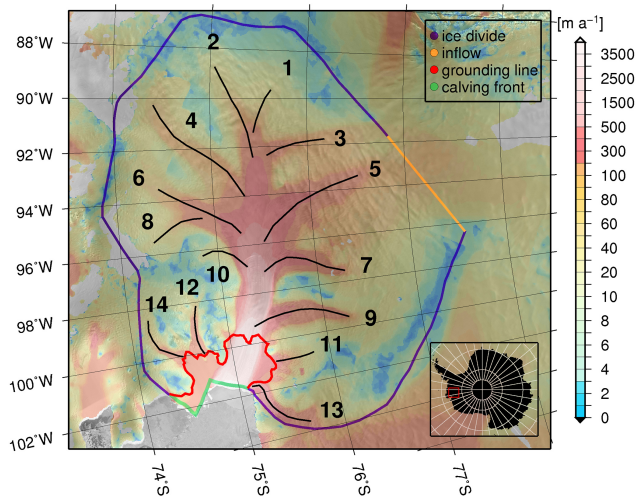 [m a⁻¹]
ice divide
inflow
grounding line
calving front
88°W
90°W
92°W
94°W
96°W
98°W
100°W
102°W
74°S
75°S
76°S
77°S
2
1
4
3
5
6
8
10
7
12
14
9
11
13
3500
2500
1500
500
300
100
80
60
40
20
10
8
6
4
2
0